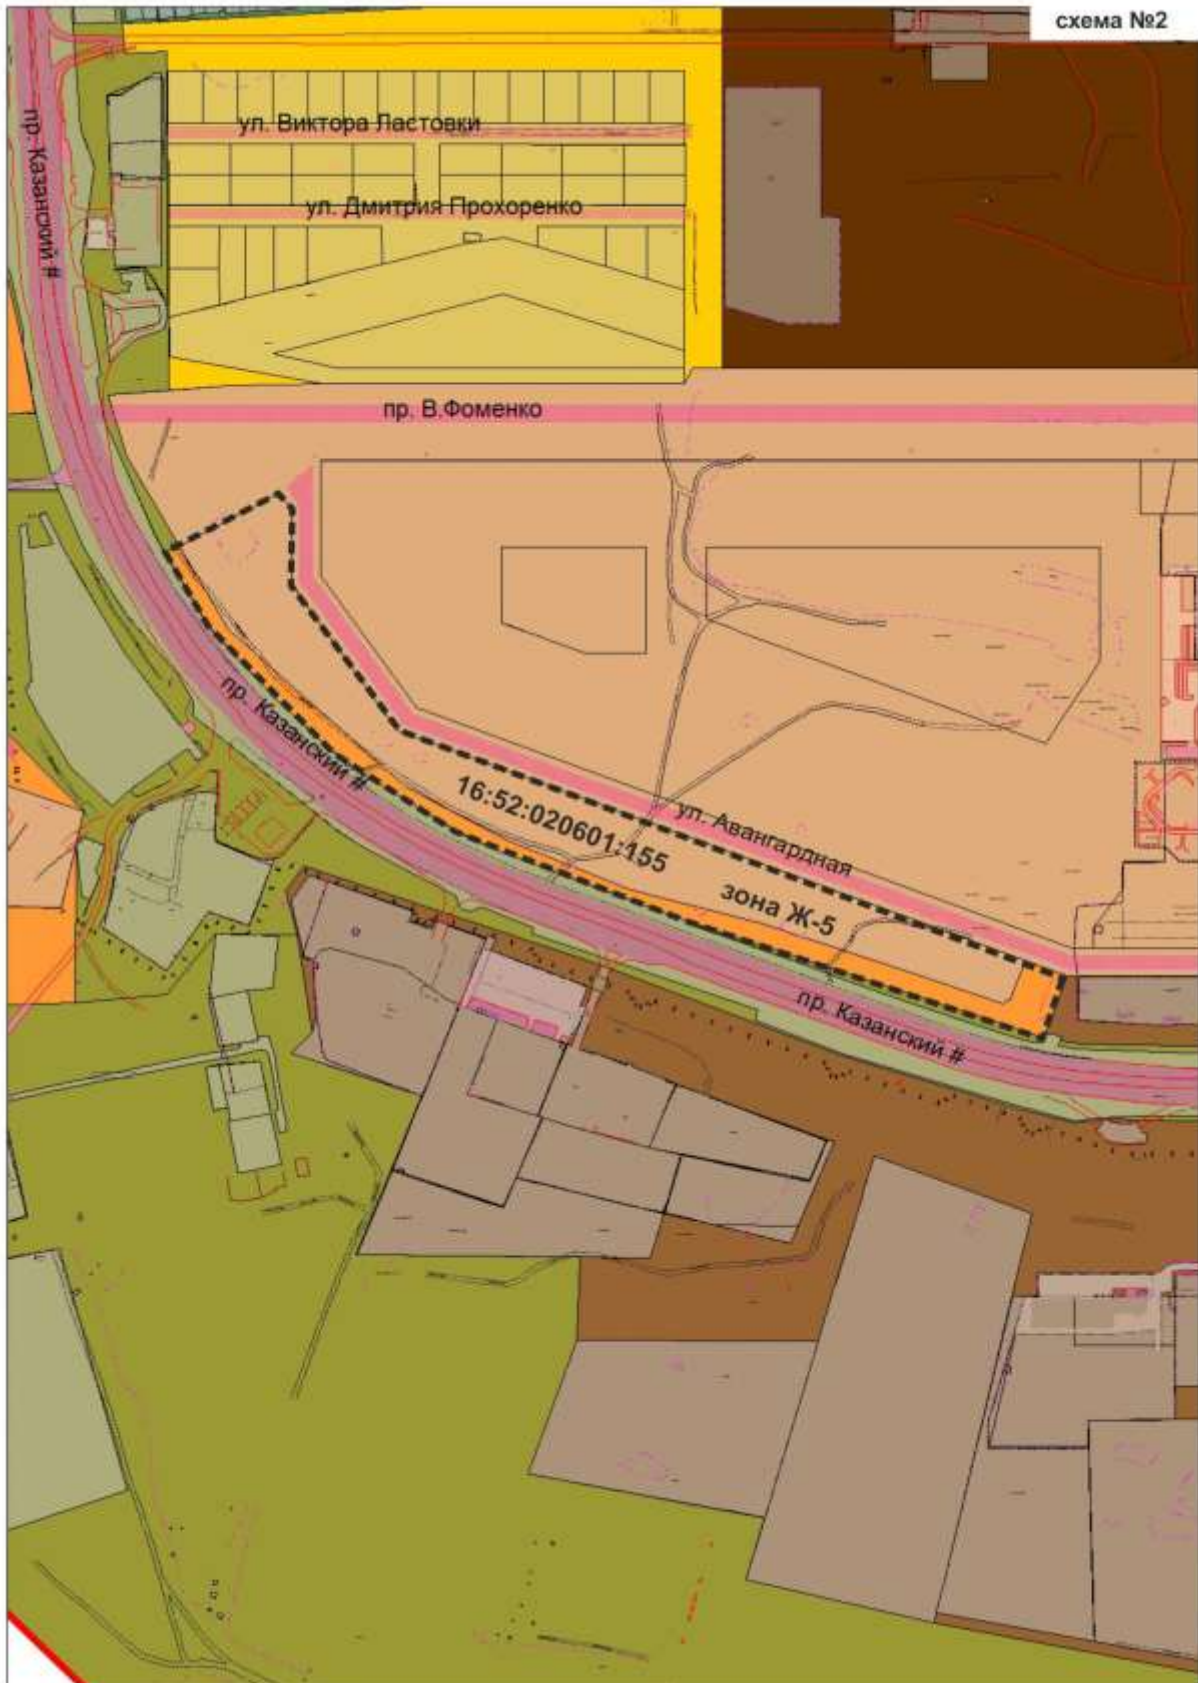 схема №2
пр. Казанский #
ул. Виктора Ластовки
ул. Дмитрия Прохоренко
пр. В.Фоменко
пр. Казанский #
16:52:020601:155
ул. Авангардная
зона Ж-5
пр. Казанский #